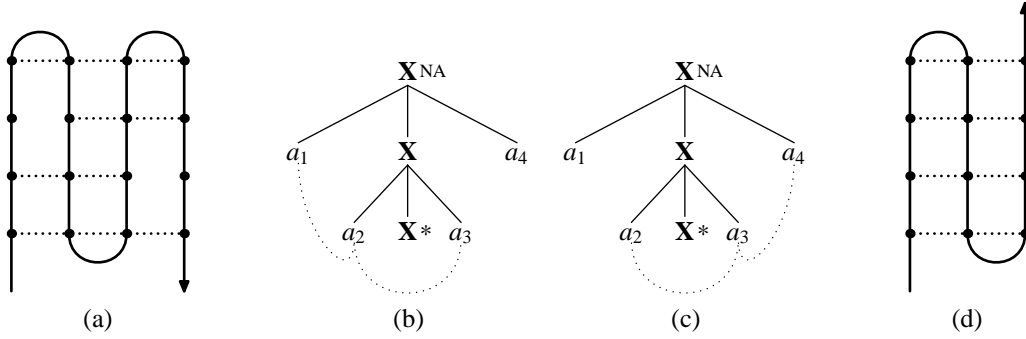 X NA X NA
a1 X a4 a1 X a4
a2 X* a3 a2 X* a3
(a) (b) (c) (d)